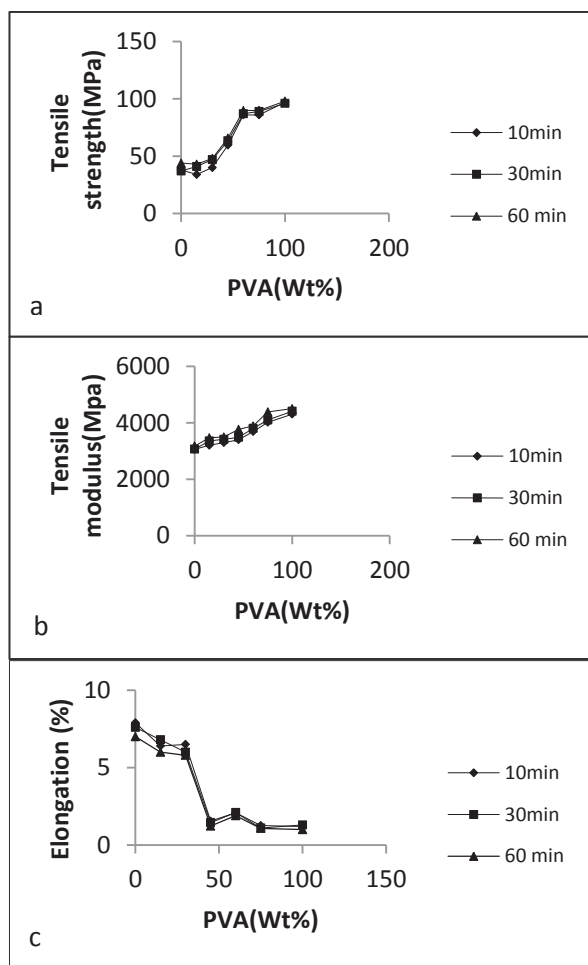 150
100
50
0
Tensile
strength(MPa)
0 100 200
PVA(Wt%)
10min
30min
60 min
a
6000
4000
2000
0
Tensile
modulus(Mpa)
0 100 200
PVA(Wt%)
10min
30min
60 min
b
10
5
0
Elongation (%)
0 50 100 150
PVA(Wt%)
10min
30min
60 min
c